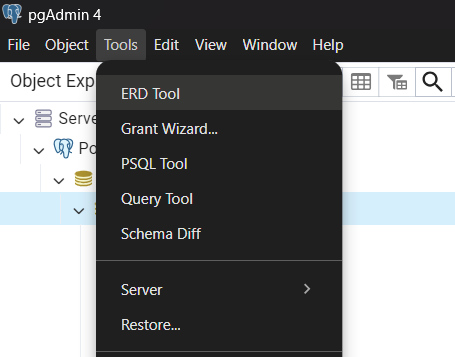 pgAdmin 4
File Object Tools Edit View Window Help
Object Exp
ERD Tool
Grant Wizard...
PSQL Tool
Query Tool
Schema Diff
Server
Restore...
Serve
Po